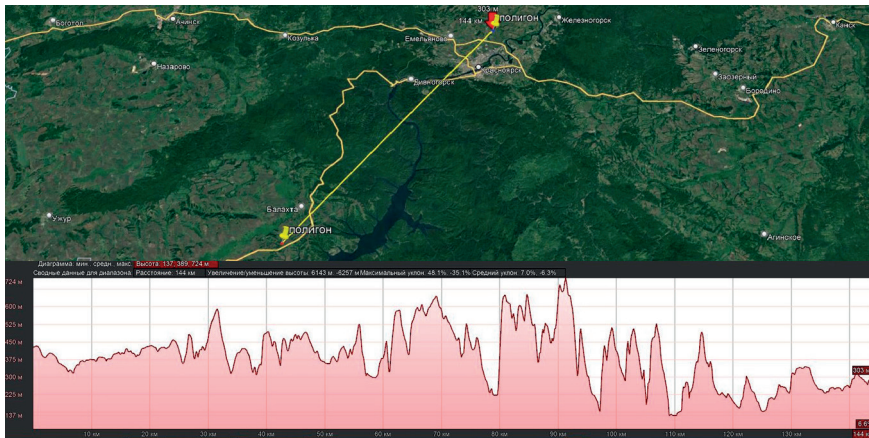 303 м
144 км
ПОЛИГОН
Железногорск
Боготол
Ачинск
Козулька
Емельяново
Канск
Зеленогорск
Назарово
Красноярск
Дивногорск
Заозерный
Бородино
Балахта
Ужур
ПОЛИГОН
Агинское
Диаграмма: мин., средн., макс. Высота: 137, 389, 724 м
Сводные данные для диапазона: Расстояние: 144 км Увеличение/уменьшение высоты: 6143 м, -6257 м Максимальный уклон: 48.1%, -35.1% Средний уклон: 7.0%, -6.3%
724 м
600 м
525 м
450 м
375 м
300 м
225 м
137 м
303 м
6.6%
10 км 20 км 30 км 40 км 50 км 60 км 70 км 80 км 90 км 100 км 110 км 120 км 130 км 144 км